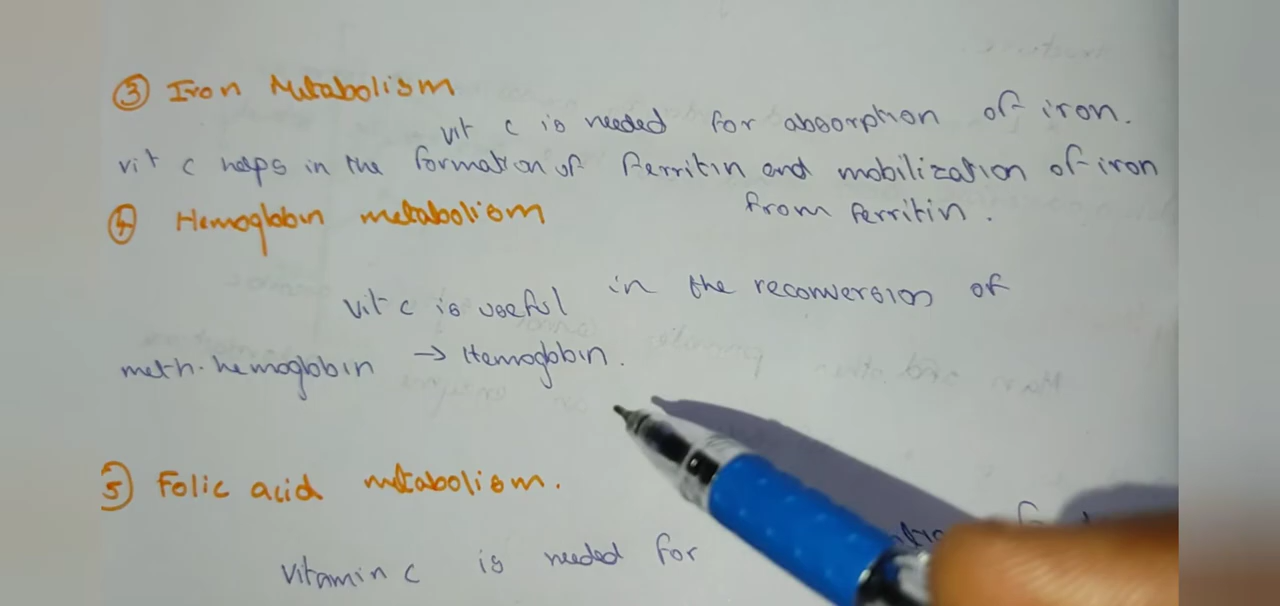 ③ Iron Metabolism
vit c is needed for absorption of iron.
vit c helps in the formation of ferritin and mobilization of iron
from ferritin.
④ Hemoglobin metabolism
vit c is useful in the reconversion of
meth.hemoglobin → Hemoglobin.
⑤ Folic acid metabolism.
vitamin c is needed for